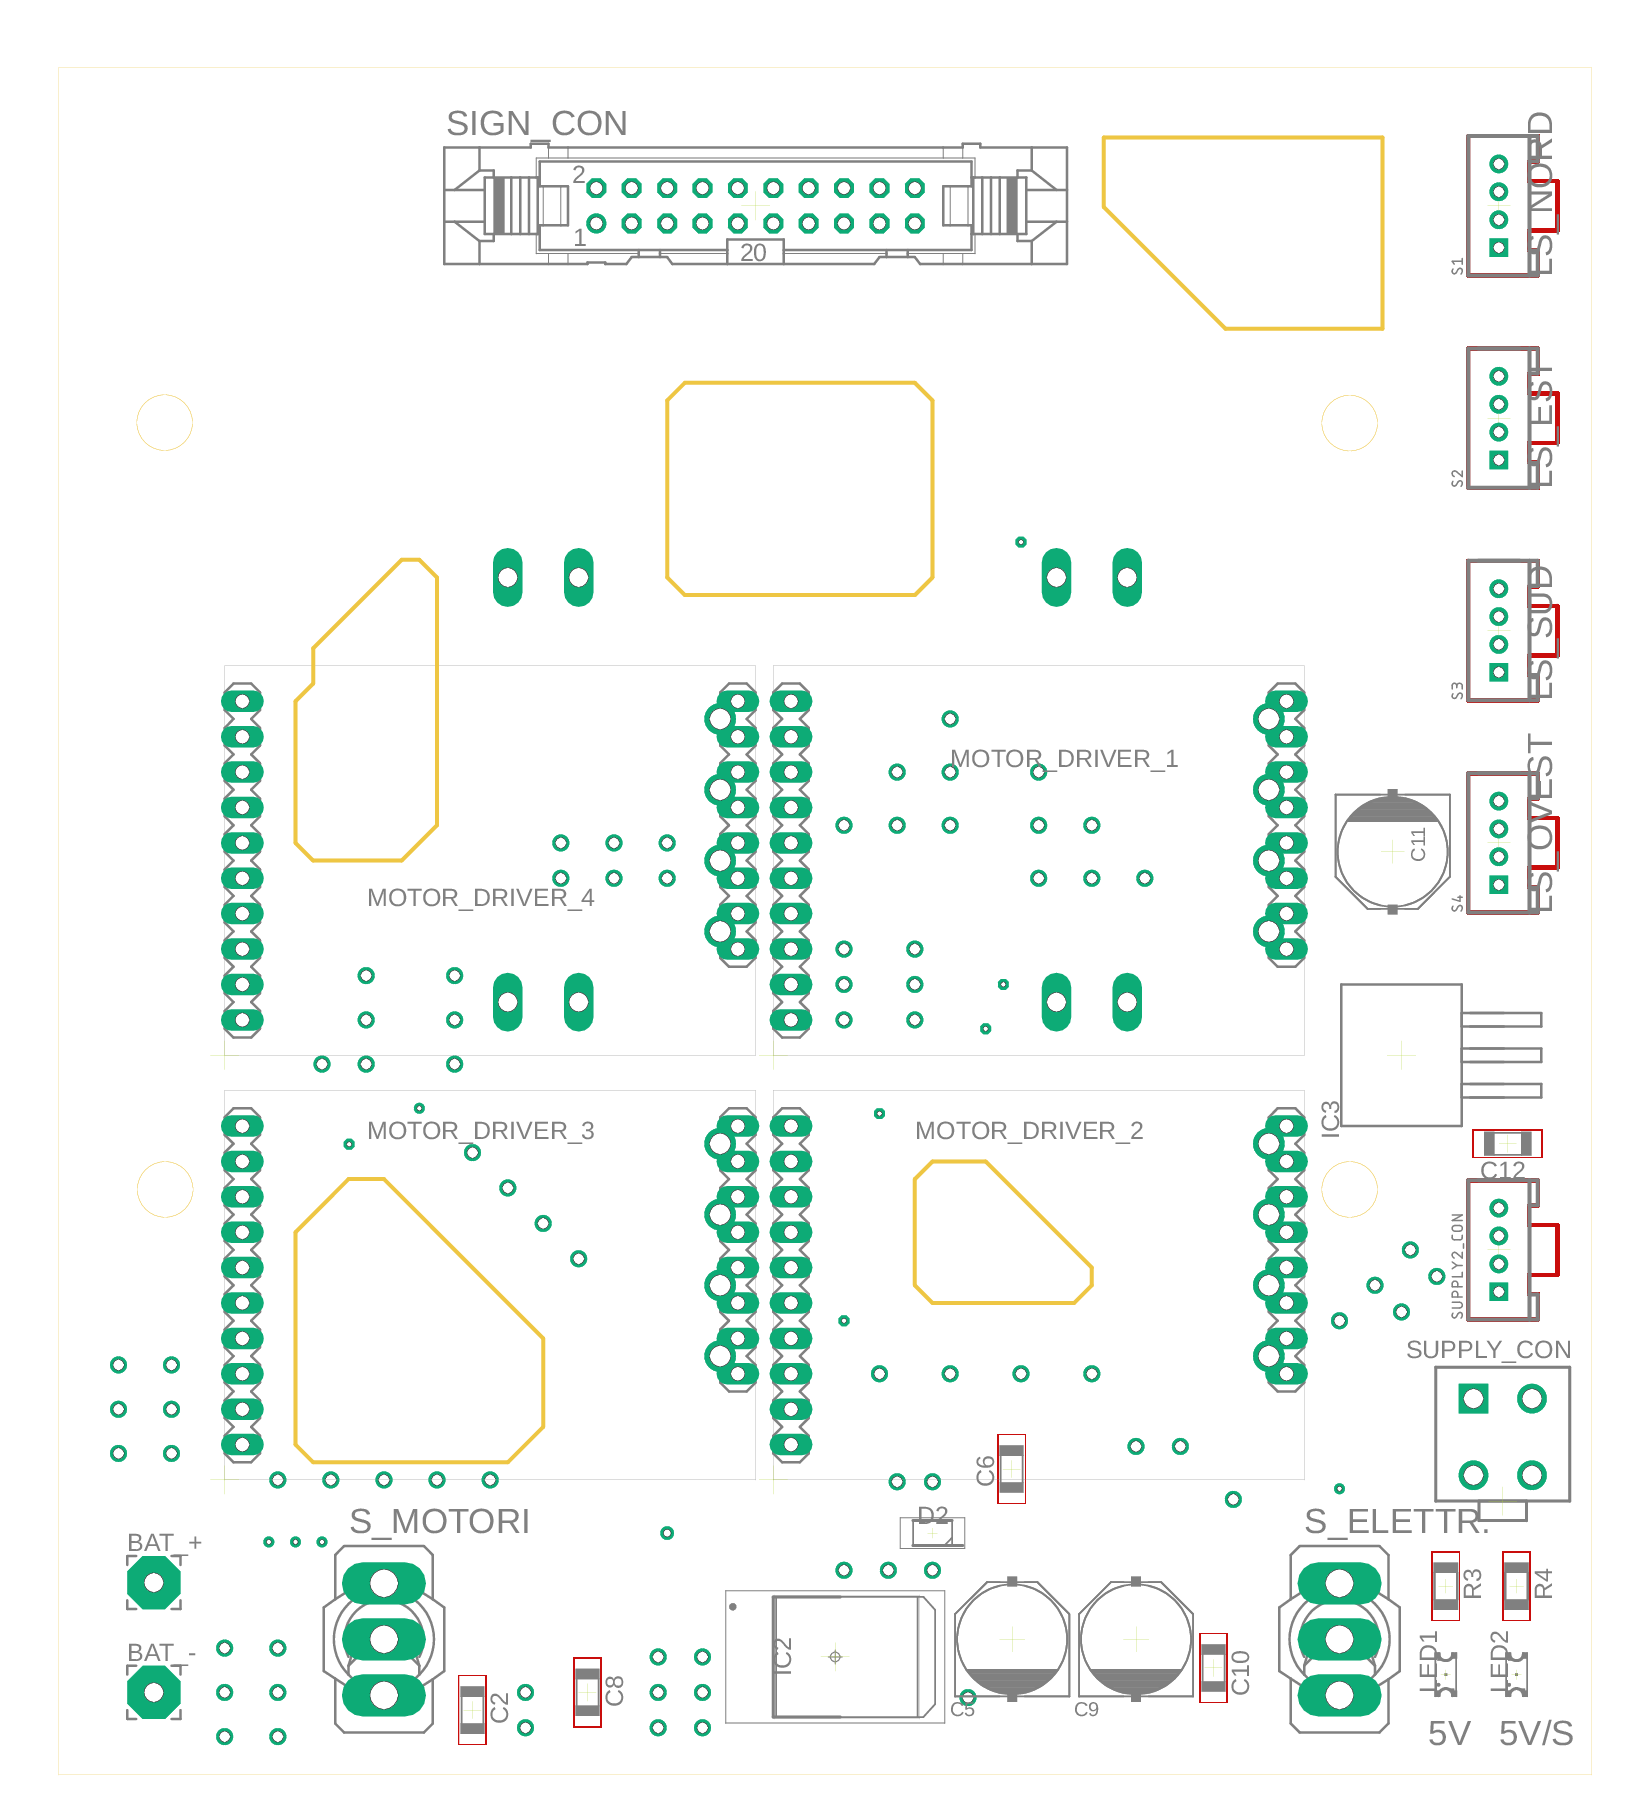 SIGN_CON
2
1
20
ES_NORD
S1
ES_EST
S2
ES_SUD
S3
MOTOR_DRIVER_1
ES_OVEST
C11
S4
MOTOR_DRIVER_4
IC3
MOTOR_DRIVER_3
MOTOR_DRIVER_2
C12
SUPPLY2_CON
SUPPLY_CON
C6
S_MOTORI
D2
S_ELETTR.
BAT_+
R3
R4
BAT_-
IC2
LED1
LED2
C2
C8
C5
C9
C10
5V
5V/S